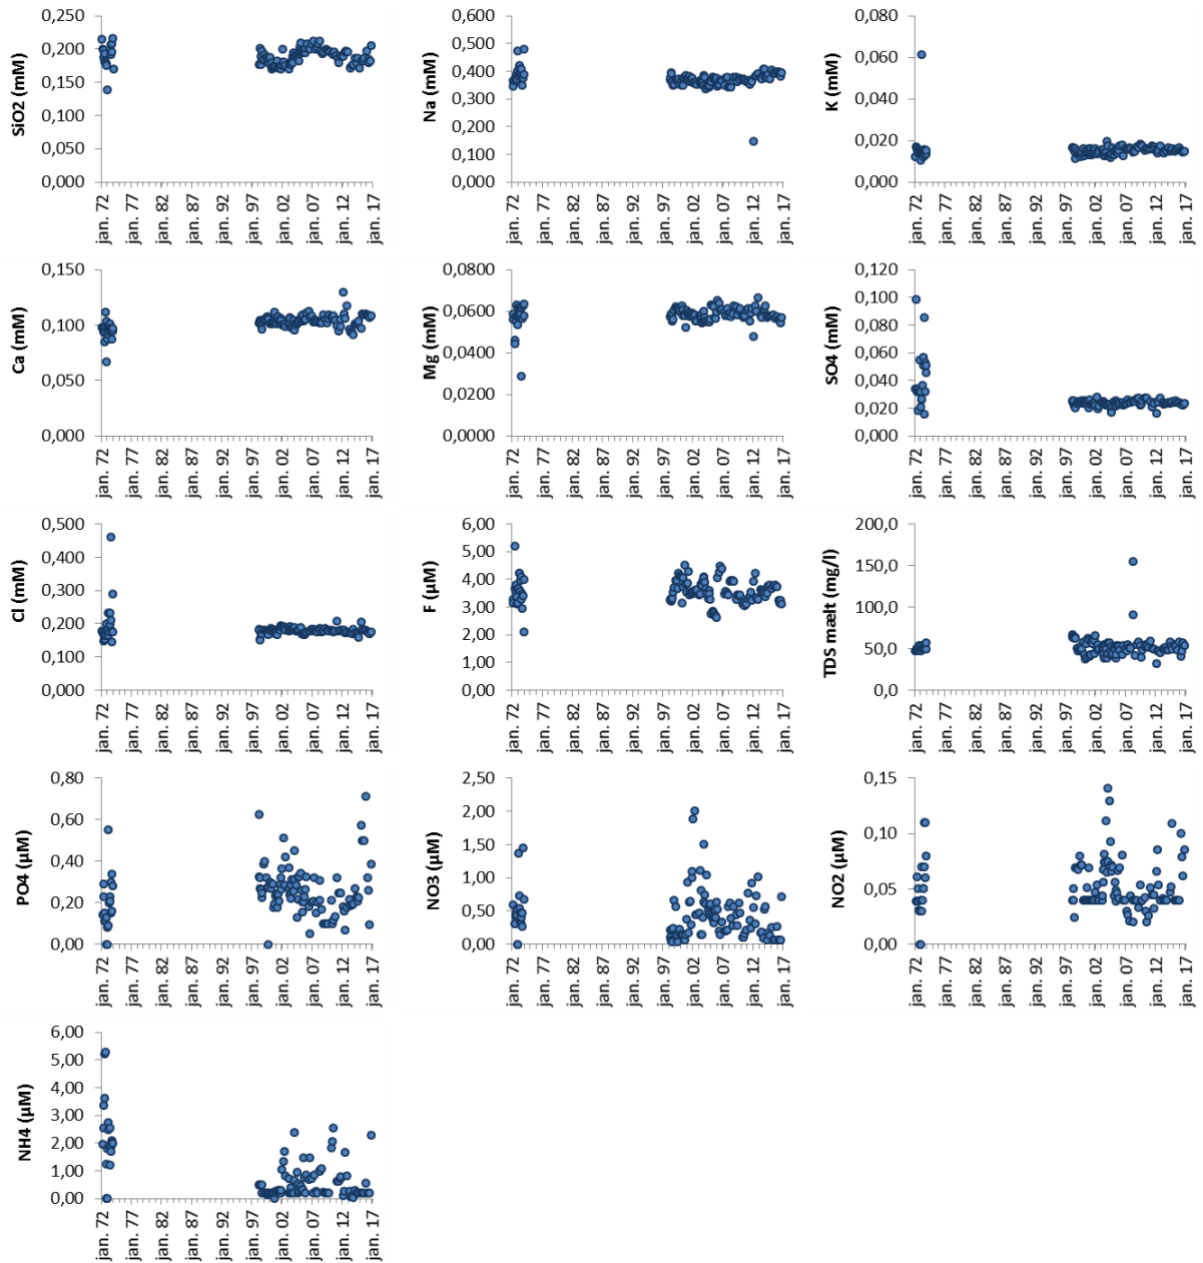 SiO2 (mM)
0,250
0,200
0,150
0,100
0,050
0,000
jan. 72
jan. 77
jan. 82
jan. 87
jan. 92
jan. 97
jan. 02
jan. 07
jan. 12
jan. 17
Na (mM)
0,600
0,500
0,400
0,300
0,200
0,100
0,000
jan. 72
jan. 77
jan. 82
jan. 87
jan. 92
jan. 97
jan. 02
jan. 07
jan. 12
jan. 17
K (mM)
0,080
0,060
0,040
0,020
0,000
jan. 72
jan. 77
jan. 82
jan. 87
jan. 92
jan. 97
jan. 02
jan. 07
jan. 12
jan. 17
Ca (mM)
0,150
0,100
0,050
0,000
jan. 72
jan. 77
jan. 82
jan. 87
jan. 92
jan. 97
jan. 02
jan. 07
jan. 12
jan. 17
Mg (mM)
0,0800
0,0600
0,0400
0,0200
0,0000
jan. 72
jan. 77
jan. 82
jan. 87
jan. 92
jan. 97
jan. 02
jan. 07
jan. 12
jan. 17
SO4 (mM)
0,120
0,100
0,080
0,060
0,040
0,020
0,000
jan. 72
jan. 77
jan. 82
jan. 87
jan. 92
jan. 97
jan. 02
jan. 07
jan. 12
jan. 17
Cl (mM)
0,500
0,400
0,300
0,200
0,100
0,000
jan. 72
jan. 77
jan. 82
jan. 87
jan. 92
jan. 97
jan. 02
jan. 07
jan. 12
jan. 17
F (µM)
6,00
5,00
4,00
3,00
2,00
1,00
0,00
jan. 72
jan. 77
jan. 82
jan. 87
jan. 92
jan. 97
jan. 02
jan. 07
jan. 12
jan. 17
TDS mælt (mg/l)
200,0
150,0
100,0
50,0
0,0
jan. 72
jan. 77
jan. 82
jan. 87
jan. 92
jan. 97
jan. 02
jan. 07
jan. 12
jan. 17
PO4 (µM)
0,80
0,60
0,40
0,20
0,00
jan. 72
jan. 77
jan. 82
jan. 87
jan. 92
jan. 97
jan. 02
jan. 07
jan. 12
jan. 17
NO3 (µM)
2,50
2,00
1,50
1,00
0,50
0,00
jan. 72
jan. 77
jan. 82
jan. 87
jan. 92
jan. 97
jan. 02
jan. 07
jan. 12
jan. 17
NO2 (µM)
0,15
0,10
0,05
0,00
jan. 72
jan. 77
jan. 82
jan. 87
jan. 92
jan. 97
jan. 02
jan. 07
jan. 12
jan. 17
NH4 (µM)
6,00
5,00
4,00
3,00
2,00
1,00
0,00
jan. 72
jan. 77
jan. 82
jan. 87
jan. 92
jan. 97
jan. 02
jan. 07
jan. 12
jan. 17